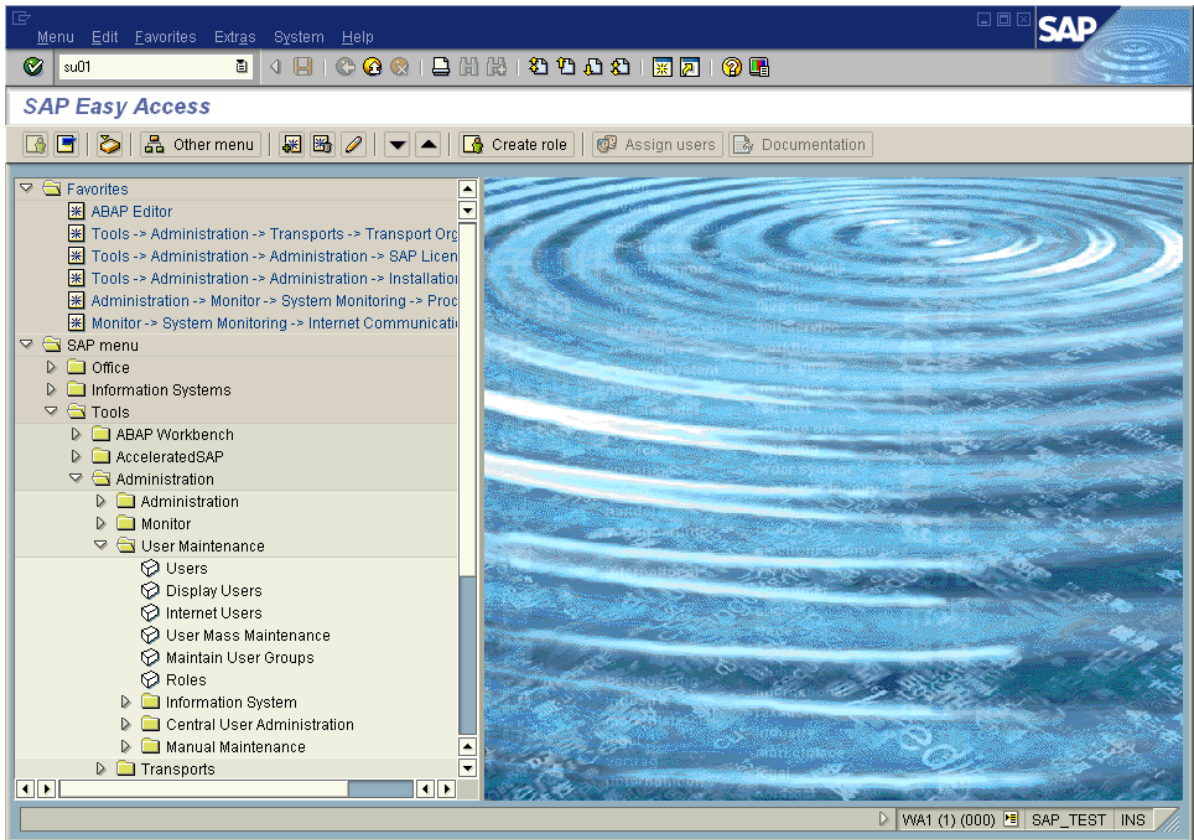 Menu Edit Favorites Extras System Help
SAP
su01
SAP Easy Access
Other menu Create role Assign users Documentation
Favorites
ABAP Editor
Tools -> Administration -> Transports -> Transport Org
Tools -> Administration -> Administration -> SAP Licen
Tools -> Administration -> Administration -> Installation
Administration -> Monitor -> System Monitoring -> Proc
Monitor -> System Monitoring -> Internet Communicati
SAP menu
Office
Information Systems
Tools
ABAP Workbench
AcceleratedSAP
Administration
Administration
Monitor
User Maintenance
Users
Display Users
Internet Users
User Mass Maintenance
Maintain User Groups
Roles
Information System
Central User Administration
Manual Maintenance
Transports
WA1 (1) (000) SAP_TEST INS